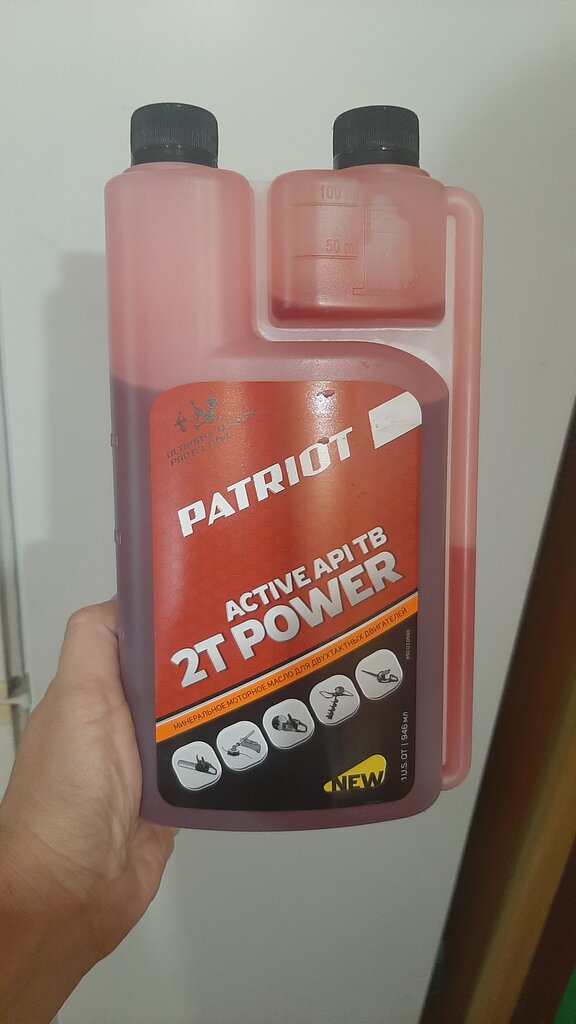 100 
50 
PATRIOT
ACTIVE API TB
2T POWER
МИНЕРАЛЬНОЕ МОТОРНОЕ МАСЛО ДЛЯ ДВУХТАКТНЫХ ДВИГАТЕЛЕЙ
NEW
1 U.S. QT | 946 мл